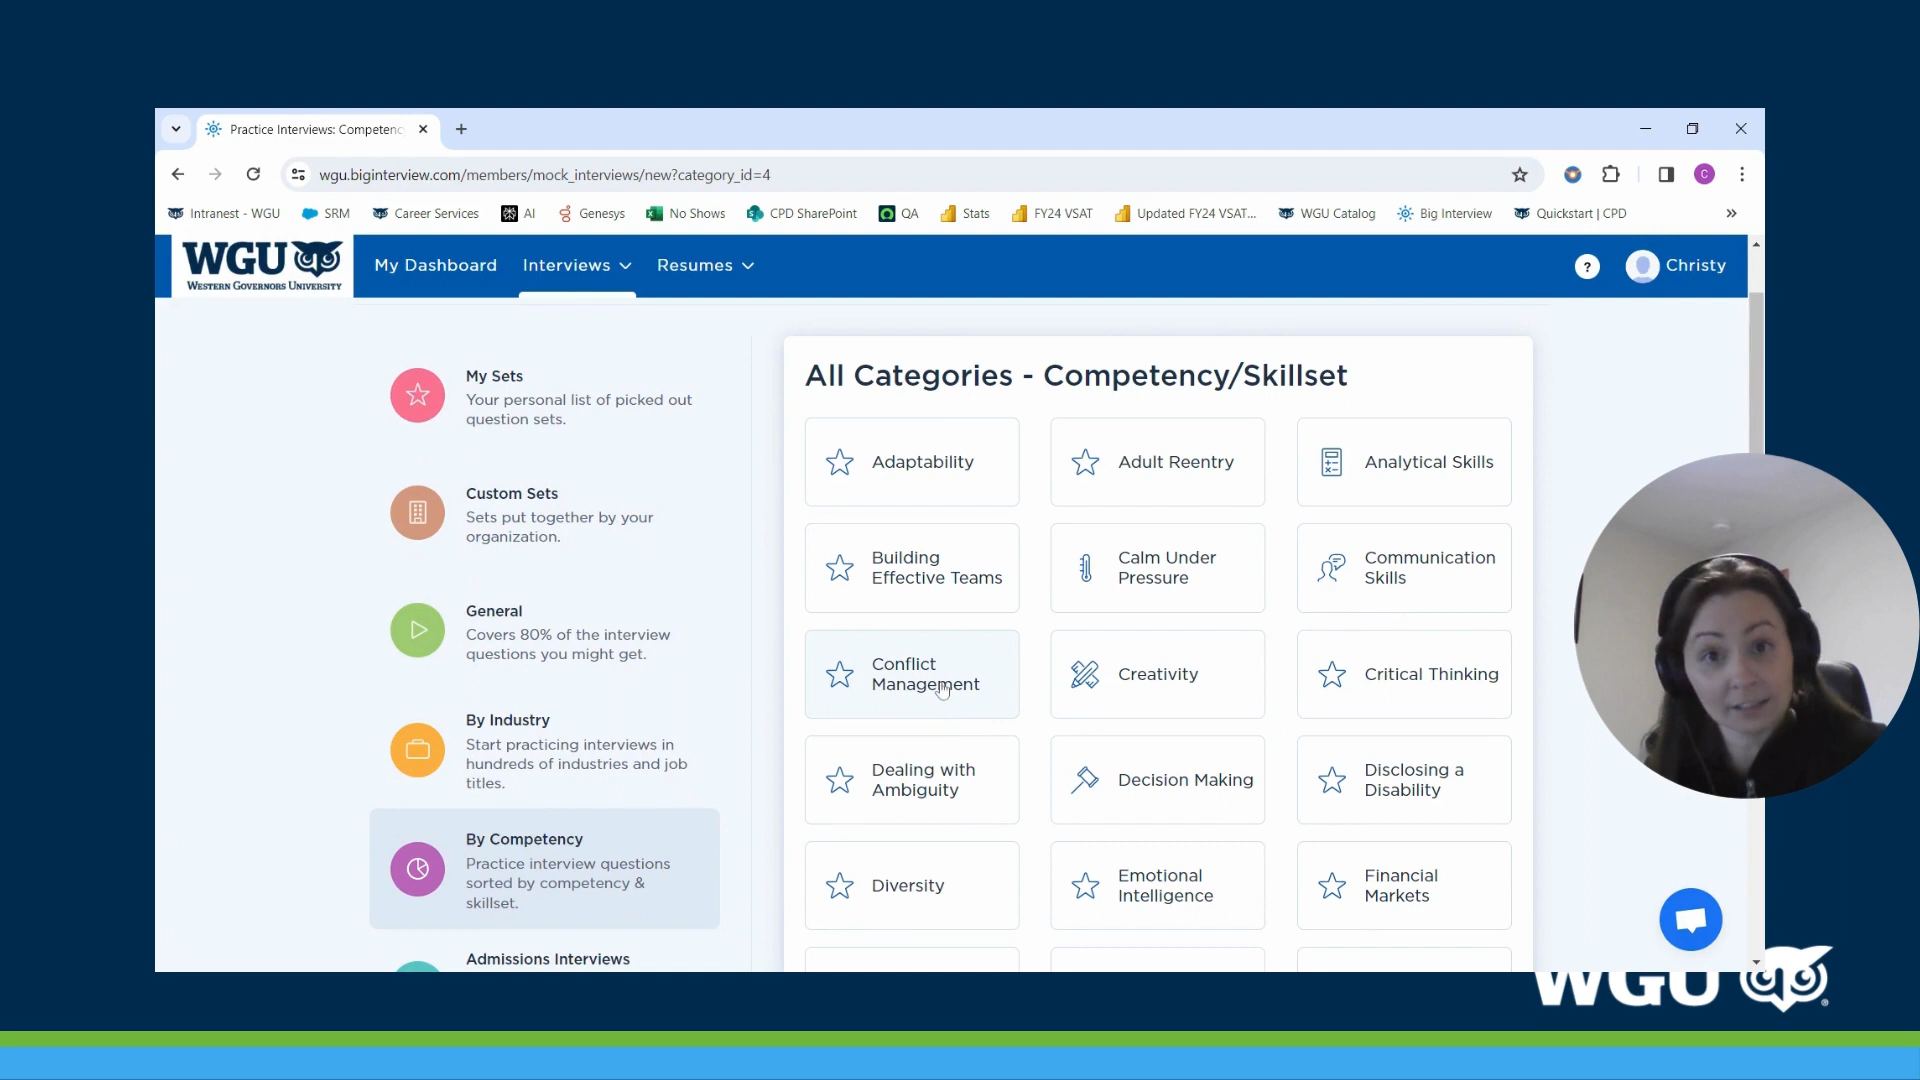 Practice Interviews: Competenc
wgu.biginterview.com/members/mock_interviews/new?category_id=4
C
Intranest - WGU
SRM
Career Services
AI
Genesys
No Shows
CPD SharePoint
QA
Stats
FY24 VSAT
Updated FY24 VSAT...
WGU Catalog
Big Interview
Quickstart | CPD
WGU
WESTERN GOVERNORS UNIVERSITY
My Dashboard
Interviews
Resumes
?
Christy
My Sets
Your personal list of picked out
question sets.
Custom Sets
Sets put together by your
organization.
General
Covers 80% of the interview
questions you might get.
By Industry
Start practicing interviews in
hundreds of industries and job
titles.
By Competency
Practice interview questions
sorted by competency &
skillset.
Admissions Interviews
All Categories - Competency/Skillset
Adaptability
Adult Reentry
Analytical Skills
Building
Effective Teams
Calm Under
Pressure
Communication
Skills
Conflict
Management
Creativity
Critical Thinking
Dealing with
Ambiguity
Decision Making
Disclosing a
Disability
Diversity
Emotional
Intelligence
Financial
Markets
WGU